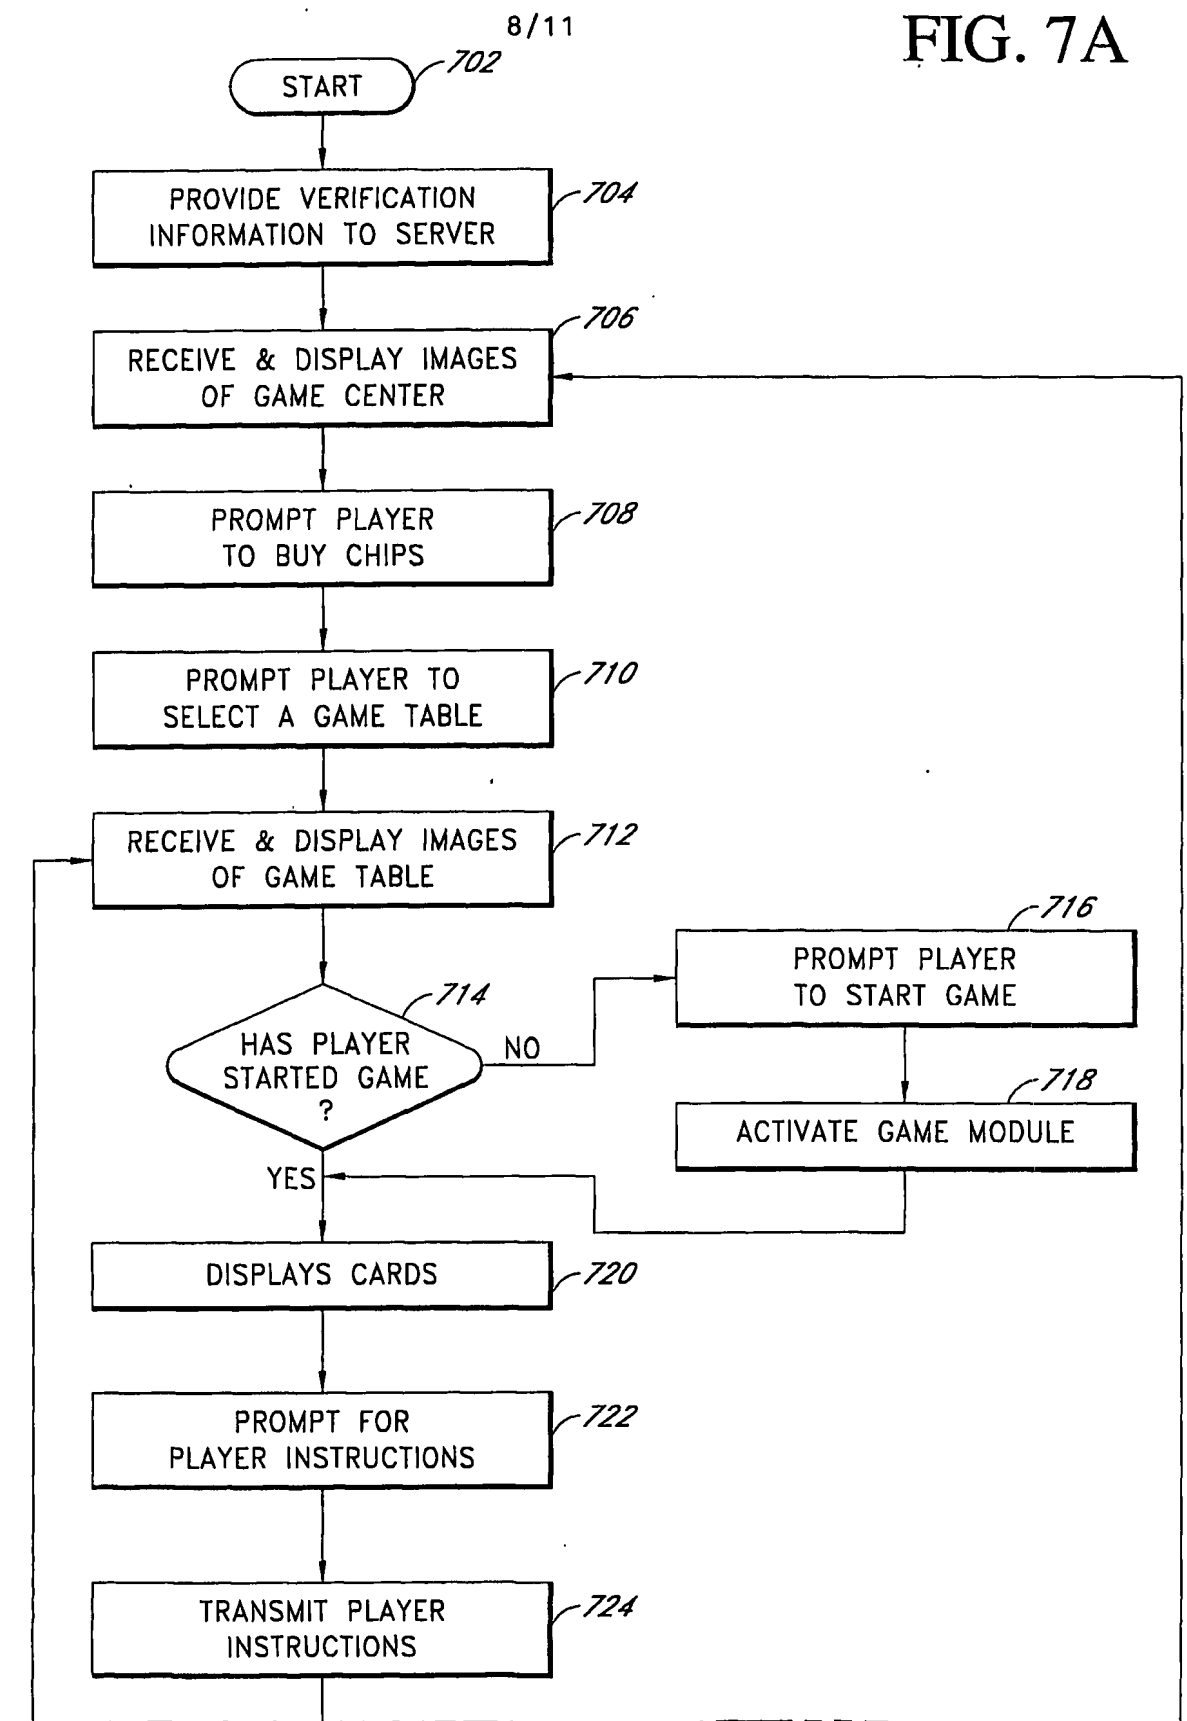 8/11
FIG. 7A
START
702
PROVIDE VERIFICATION
INFORMATION TO SERVER
704
RECEIVE & DISPLAY IMAGES
OF GAME CENTER
706
PROMPT PLAYER
TO BUY CHIPS
708
PROMPT PLAYER TO
SELECT A GAME TABLE
710
RECEIVE & DISPLAY IMAGES
OF GAME TABLE
712
HAS PLAYER
STARTED GAME
?
714
NO
YES
PROMPT PLAYER
TO START GAME
716
ACTIVATE GAME MODULE
718
DISPLAYS CARDS
720
PROMPT FOR
PLAYER INSTRUCTIONS
722
TRANSMIT PLAYER
INSTRUCTIONS
724